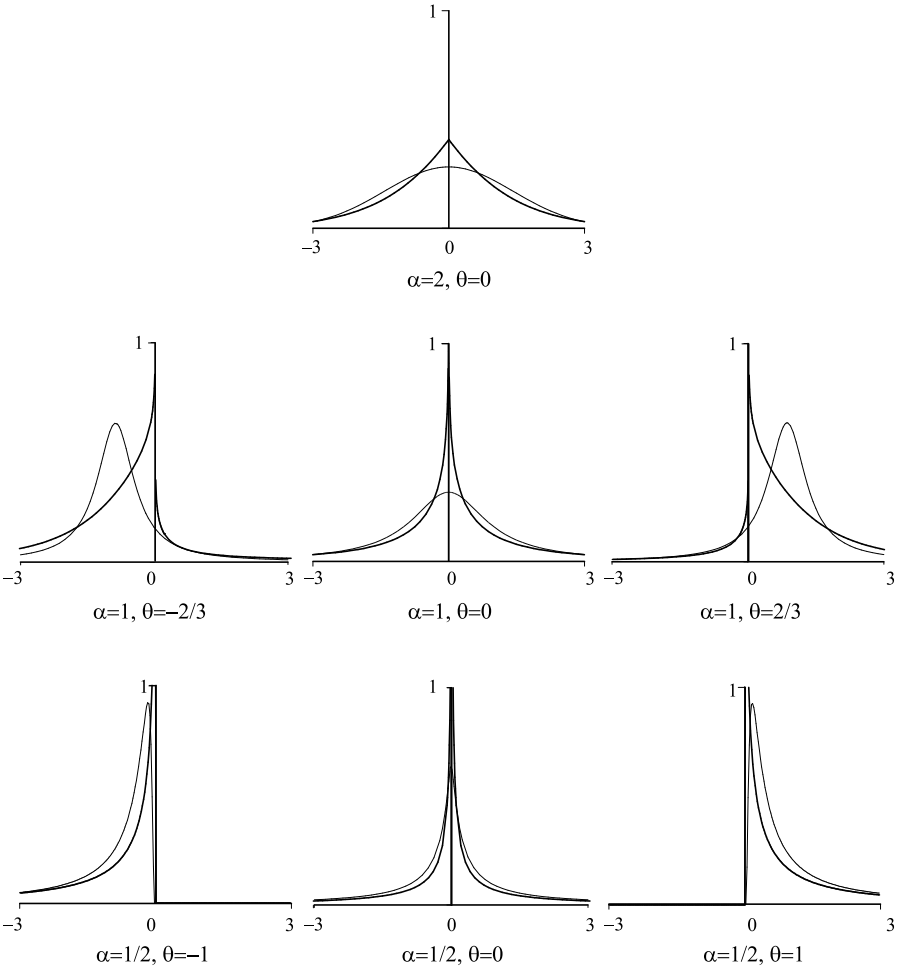 1
−3 0 3
α=2, θ=0
1 1 1
−3 0 3 −3 0 3 −3 0 3
α=1, θ=−2/3 α=1, θ=0 α=1, θ=2/3
1 1 1
−3 0 3 −3 0 3 −3 0 3
α=1/2, θ=−1 α=1/2, θ=0 α=1/2, θ=1